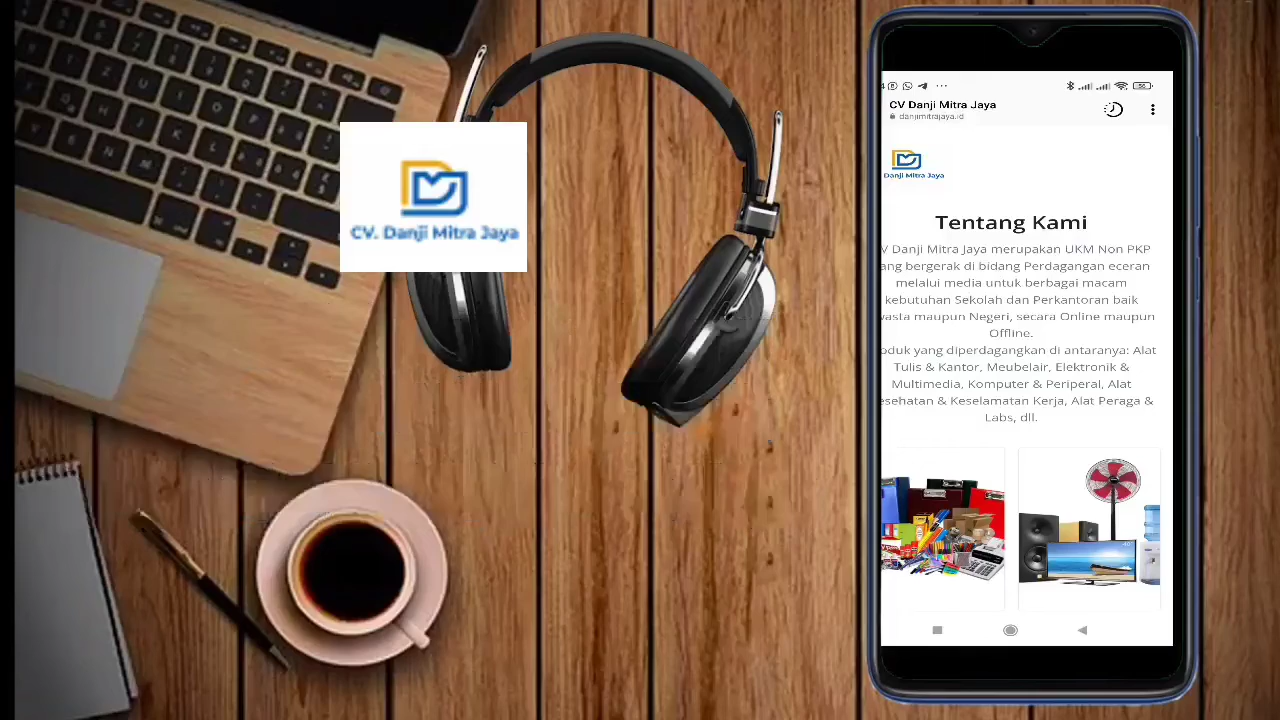 CV. Danji Mitra Jaya
CV Danji Mitra Jaya
danjimitrajaya.id
Danji Mitra Jaya
Tentang Kami
V Danji Mitra Jaya merupakan UKM Non PKP
ang bergerak di bidang Perdagangan eceran
melalui media untuk berbagai macam
kebutuhan Sekolah dan Perkantoran baik
wasta maupun Negeri, secara Online maupun
Offline.
oduk yang diperdagangkan di antaranya: Alat
Tulis & Kantor, Meubelair, Elektronik &
Multimedia, Komputer & Periperal, Alat
esehatan & Keselamatan Kerja, Alat Peraga &
Labs, dll.